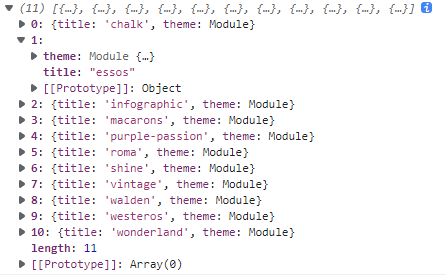 (11) [{…}, {…}, {…}, {…}, {…}, {…}, {…}, {…}, {…}, {…}, {…}] i
0: {title: 'chalk', theme: Module}
1:
theme: Module {…}
title: "essos"
[[Prototype]]: Object
2: {title: 'infographic', theme: Module}
3: {title: 'macarons', theme: Module}
4: {title: 'purple-passion', theme: Module}
5: {title: 'roma', theme: Module}
6: {title: 'shine', theme: Module}
7: {title: 'vintage', theme: Module}
8: {title: 'walden', theme: Module}
9: {title: 'westeros', theme: Module}
10: {title: 'wonderland', theme: Module}
length: 11
[[Prototype]]: Array(0)